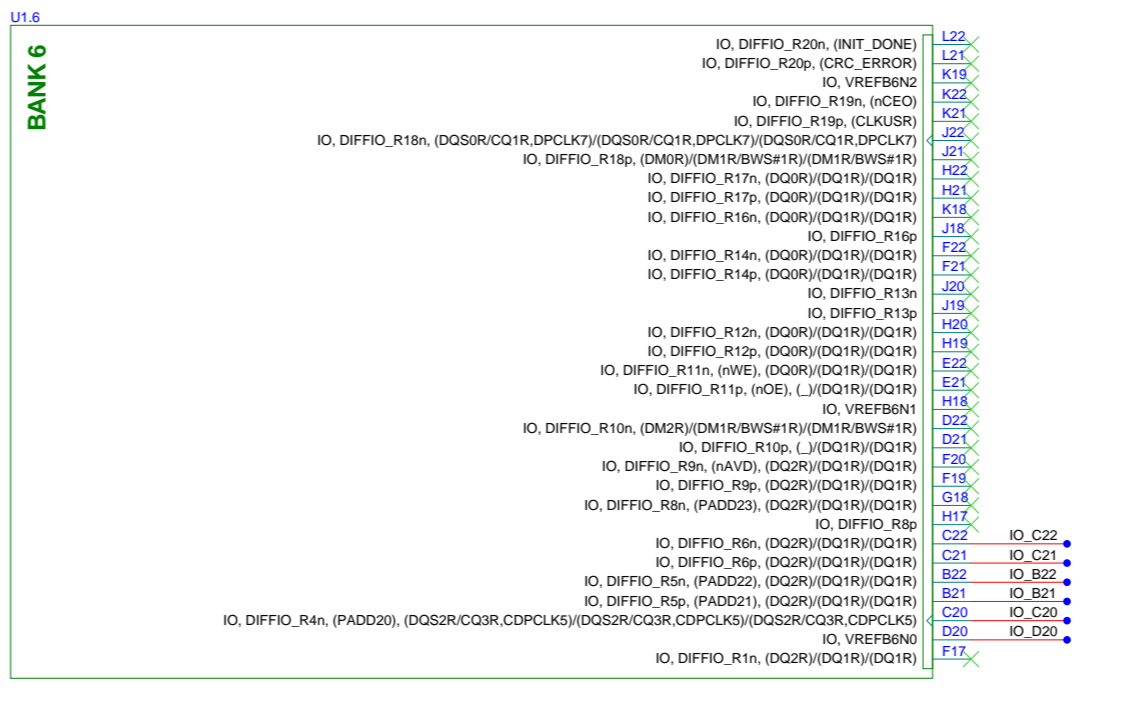 U1.6
BANK 6
IO, DIFFIO_R20n, (INIT_DONE) L22
IO, DIFFIO_R20p, (CRC_ERROR) L21
IO, VREFB6N2 K19
IO, DIFFIO_R19n, (nCEO) K22
IO, DIFFIO_R19p, (CLKUSR) K21
IO, DIFFIO_R18n, (DQS0R/CQ1R,DPCLK7)/(DQS0R/CQ1R,DPCLK7)/(DQS0R/CQ1R,DPCLK7) J22
IO, DIFFIO_R18p, (DM0R)/(DM1R/BWS#1R)/(DM1R/BWS#1R) J21
IO, DIFFIO_R17n, (DQ0R)/(DQ1R)/(DQ1R) H22
IO, DIFFIO_R17p, (DQ0R)/(DQ1R)/(DQ1R) H21
IO, DIFFIO_R16n, (DQ0R)/(DQ1R)/(DQ1R) K18
IO, DIFFIO_R16p J18
IO, DIFFIO_R14n, (DQ0R)/(DQ1R)/(DQ1R) F22
IO, DIFFIO_R14p, (DQ0R)/(DQ1R)/(DQ1R) F21
IO, DIFFIO_R13n J20
IO, DIFFIO_R13p J19
IO, DIFFIO_R12n, (DQ0R)/(DQ1R)/(DQ1R) H20
IO, DIFFIO_R12p, (DQ0R)/(DQ1R)/(DQ1R) H19
IO, DIFFIO_R11n, (nWE), (DQ0R)/(DQ1R)/(DQ1R) E22
IO, DIFFIO_R11p, (nOE), (_)/(DQ1R)/(DQ1R) E21
IO, VREFB6N1 H18
IO, DIFFIO_R10n, (DM2R)/(DM1R/BWS#1R)/(DM1R/BWS#1R) D22
IO, DIFFIO_R10p, (_)/(DQ1R)/(DQ1R) D21
IO, DIFFIO_R9n, (nAVD), (DQ2R)/(DQ1R)/(DQ1R) F20
IO, DIFFIO_R9p, (DQ2R)/(DQ1R)/(DQ1R) F19
IO, DIFFIO_R8n, (PADD23), (DQ2R)/(DQ1R)/(DQ1R) G18
IO, DIFFIO_R8p H17
IO, DIFFIO_R6n, (DQ2R)/(DQ1R)/(DQ1R) C22 IO_C22
IO, DIFFIO_R6p, (DQ2R)/(DQ1R)/(DQ1R) C21 IO_C21
IO, DIFFIO_R5n, (PADD22), (DQ2R)/(DQ1R)/(DQ1R) B22 IO_B22
IO, DIFFIO_R5p, (PADD21), (DQ2R)/(DQ1R)/(DQ1R) B21 IO_B21
IO, DIFFIO_R4n, (PADD20), (DQS2R/CQ3R,CDPCLK5)/(DQS2R/CQ3R,CDPCLK5)/(DQS2R/CQ3R,CDPCLK5) C20 IO_C20
IO, VREFB6N0 D20 IO_D20
IO, DIFFIO_R1n, (DQ2R)/(DQ1R)/(DQ1R) F17